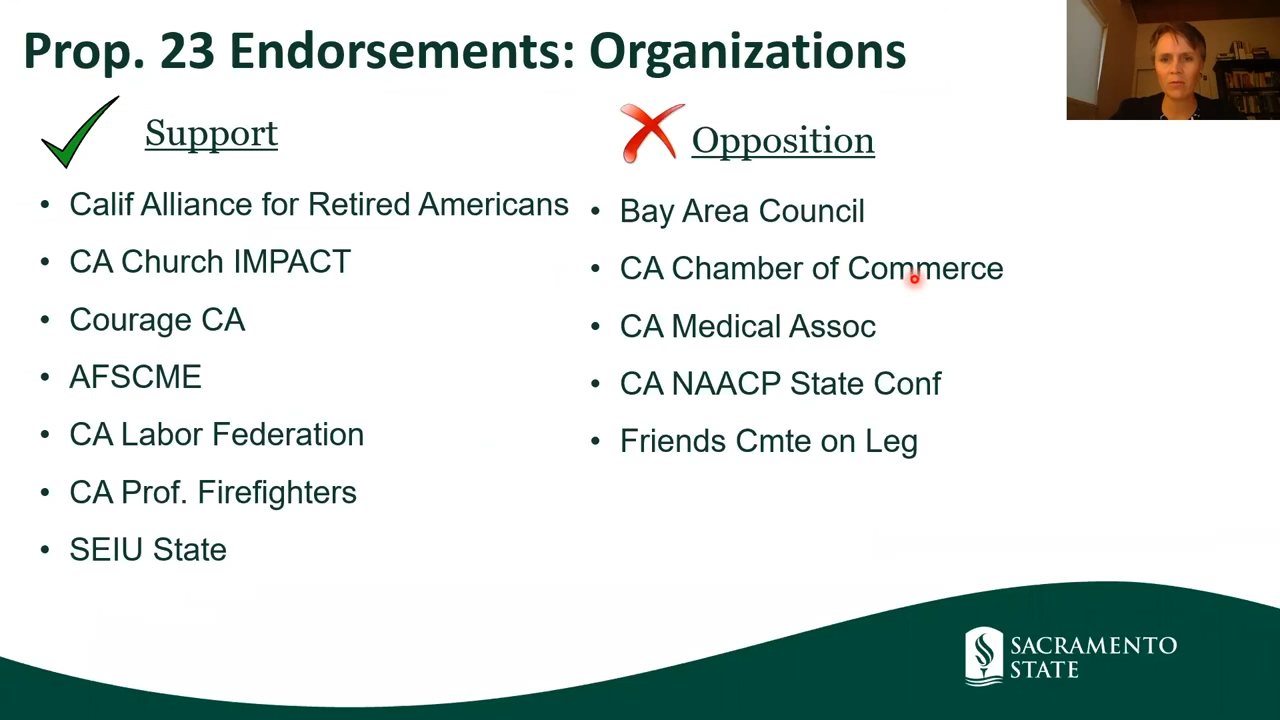 Prop. 23 Endorsements: Organizations
Support
• Calif Alliance for Retired Americans
• CA Church IMPACT
• Courage CA
• AFSCME
• CA Labor Federation
• CA Prof. Firefighters
• SEIU State
Opposition
• Bay Area Council
• CA Chamber of Commerce
• CA Medical Assoc
• CA NAACP State Conf
• Friends Cmte on Leg
SACRAMENTO
STATE